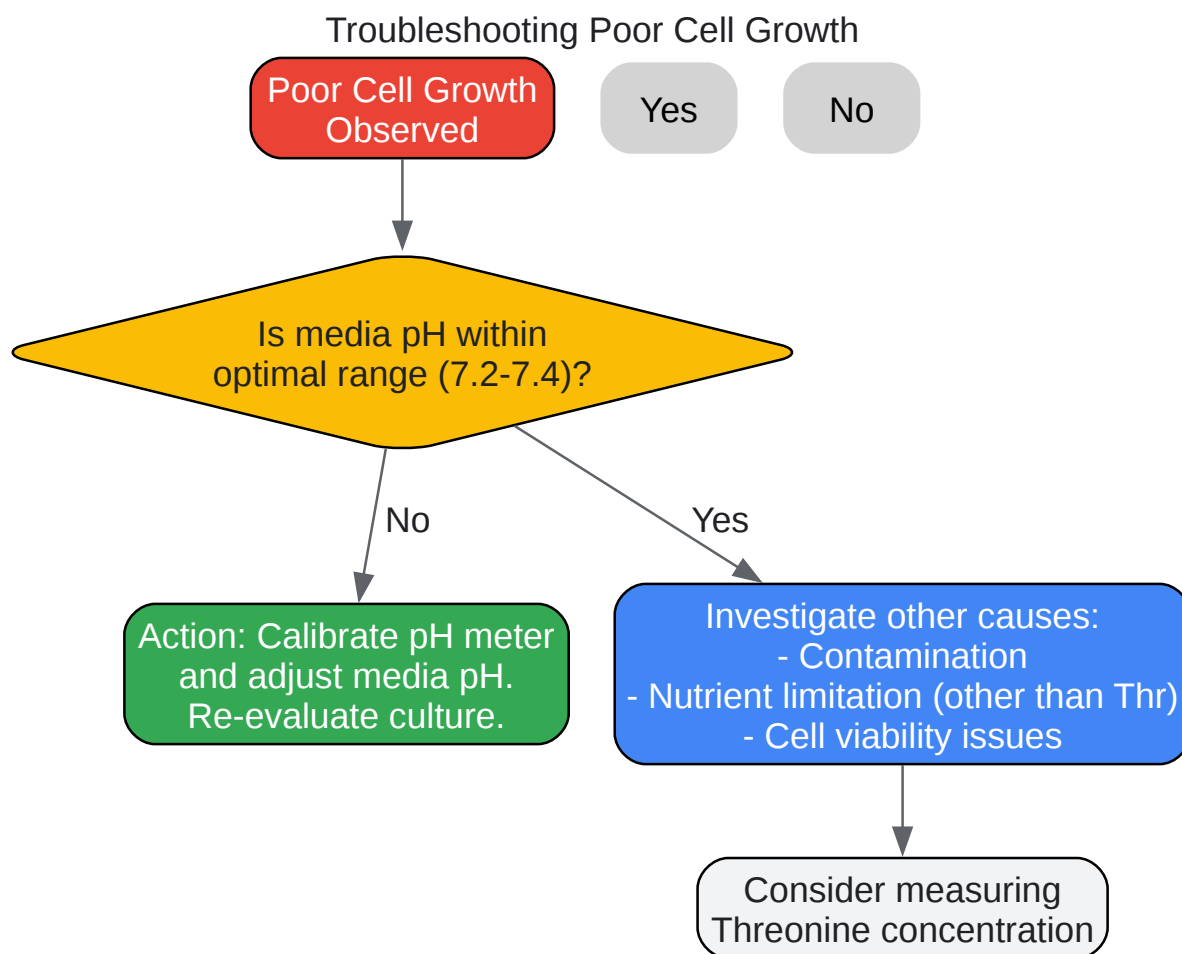 Troubleshooting Poor Cell Growth
Poor Cell Growth
Observed
Yes
No
Is media pH within
optimal range (7.2-7.4)?
No
Yes
Action: Calibrate pH meter
and adjust media pH.
Re-evaluate culture.
Investigate other causes:
- Contamination
- Nutrient limitation (other than Thr)
- Cell viability issues
Consider measuring
Threonine concentration